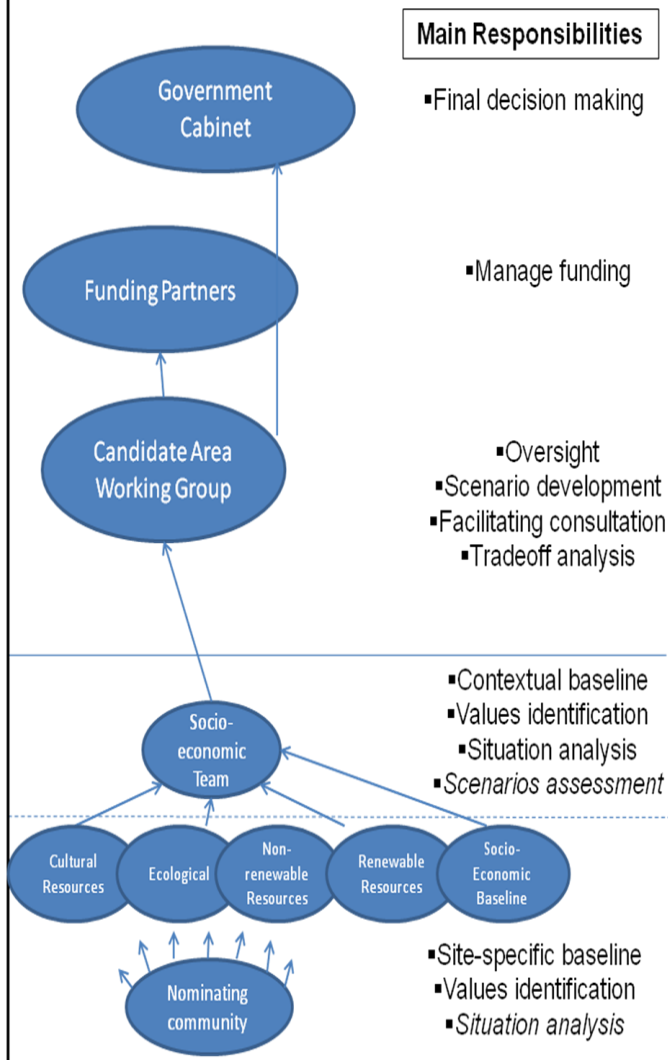 Main Responsibilities
Government
Cabinet
▪Final decision making
Funding Partners
▪Manage funding
Candidate Area
Working Group
▪Oversight
▪Scenario development
▪Facilitating consultation
▪Tradeoff analysis
Socio-
economic
Team
▪Contextual baseline
▪Values identification
▪Situation analysis
▪Scenarios assessment
Cultural
Resources
Ecological
Non-
renewable
Resources
Renewable
Resources
Socio-
Economic
Baseline
Nominating
community
▪Site-specific baseline
▪Values identification
▪Situation analysis